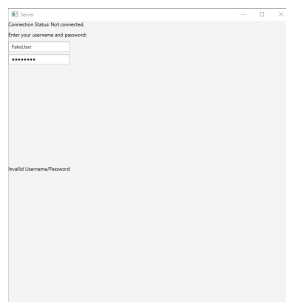 Server
Connection Status: Not connected.
Enter your username and password:
FakeUser
••••••••
Invalid Username/Password